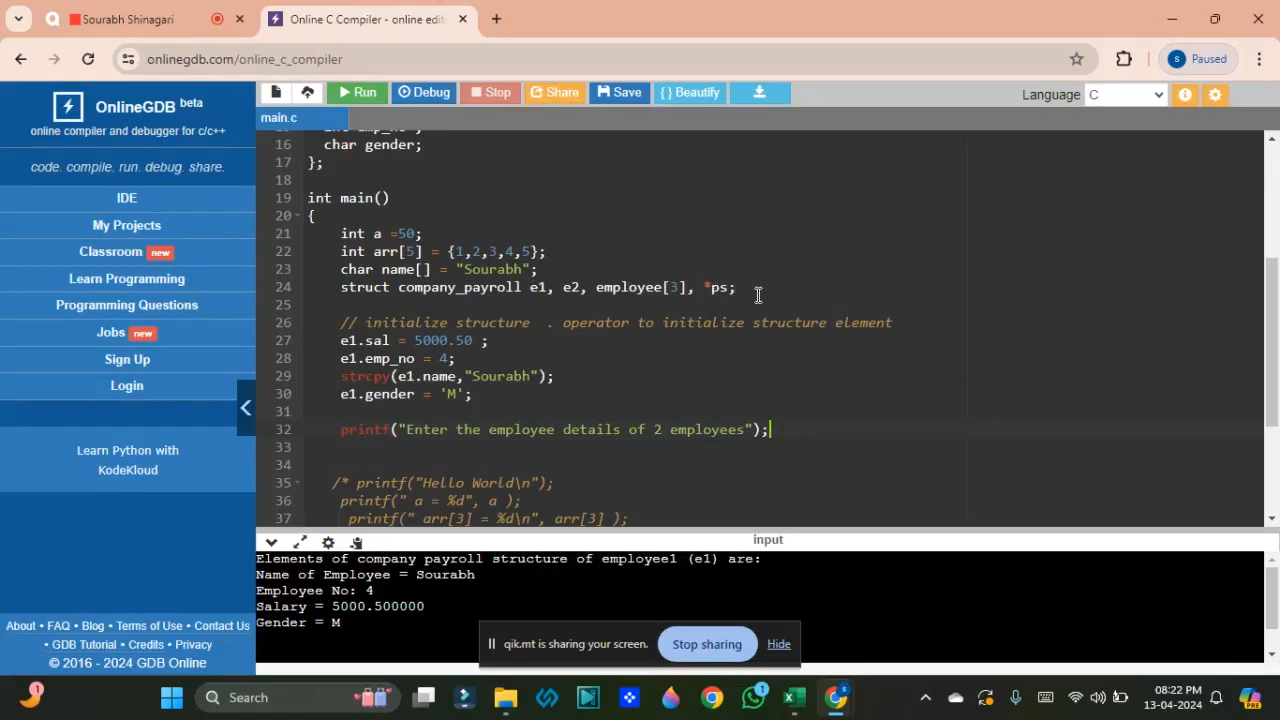 Sourabh Shinagari
Online C Compiler - online edit
onlinegdb.com/online_c_compiler
S Paused
OnlineGDB beta
online compiler and debugger for c/c++
code. compile. run. debug. share.
IDE
My Projects
Classroom new
Learn Programming
Programming Questions
Jobs new
Sign Up
Login
Learn Python with
KodeKloud
About • FAQ • Blog • Terms of Use • Contact Us
• GDB Tutorial • Credits • Privacy
© 2016 - 2024 GDB Online
Run Debug Stop Share Save { } Beautify
Language C
main.c
16 char gender;
17 };
18
19 int main()
20 {
21 int a =50;
22 int arr[5] = {1,2,3,4,5};
23 char name[] = "Sourabh";
24 struct company_payroll e1, e2, employee[3], *ps;
25
26 // initialize structure . operator to initialize structure element
27 e1.sal = 5000.50 ;
28 e1.emp_no = 4;
29 strcpy(e1.name,"Sourabh");
30 e1.gender = 'M';
31
32 printf("Enter the employee details of 2 employees");
33
34
35 /* printf("Hello World\n");
36 printf(" a = %d", a );
37 printf(" arr[3] = %d\n", arr[3] );
input
Elements of company payroll structure of employee1 (e1) are:
Name of Employee = Sourabh
Employee No: 4
Salary = 5000.500000
Gender = M
qik.mt is sharing your screen. Stop sharing Hide
1
Search
1
08:22 PM
13-04-2024
PRE